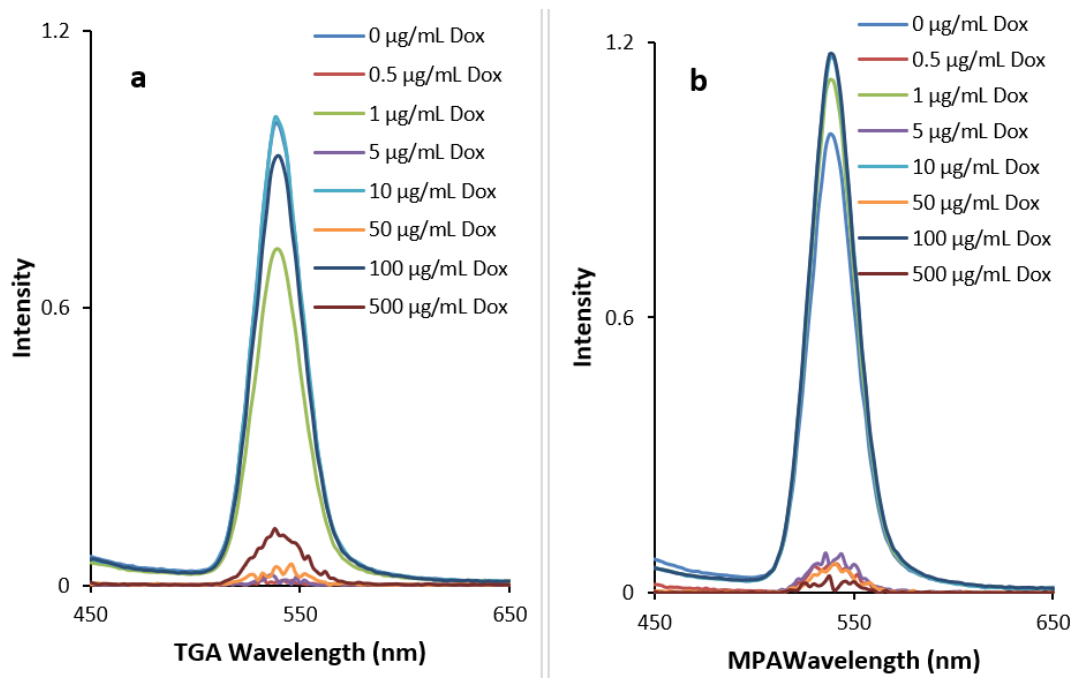 1.2
0.6
0
450
550
650
Intensity
TGA Wavelength (nm)
a
0 µg/mL Dox
0.5 µg/mL Dox
1 µg/mL Dox
5 µg/mL Dox
10 µg/mL Dox
50 µg/mL Dox
100 µg/mL Dox
500 µg/mL Dox
1.2
0.6
0
450
550
650
Intensity
MPAWavelength (nm)
b
0 µg/mL Dox
0.5 µg/mL Dox
1 µg/mL Dox
5 µg/mL Dox
10 µg/mL Dox
50 µg/mL Dox
100 µg/mL Dox
500 µg/mL Dox